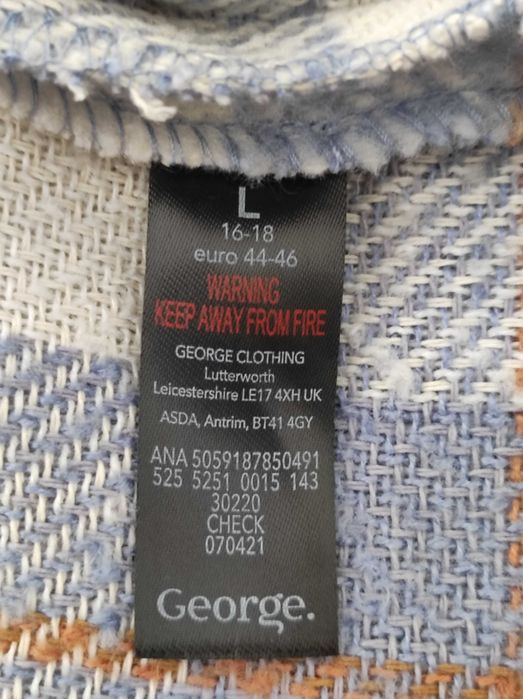 L
16-18
euro 44-46
WARNING
KEEP AWAY FROM FIRE
GEORGE CLOTHING
Lutterworth
Leicestershire LE17 4XH UK
ASDA, Antrim, BT41 4GY
ANA 5059187850491
525 5251 0015 143
30220
CHECK
070421
George.